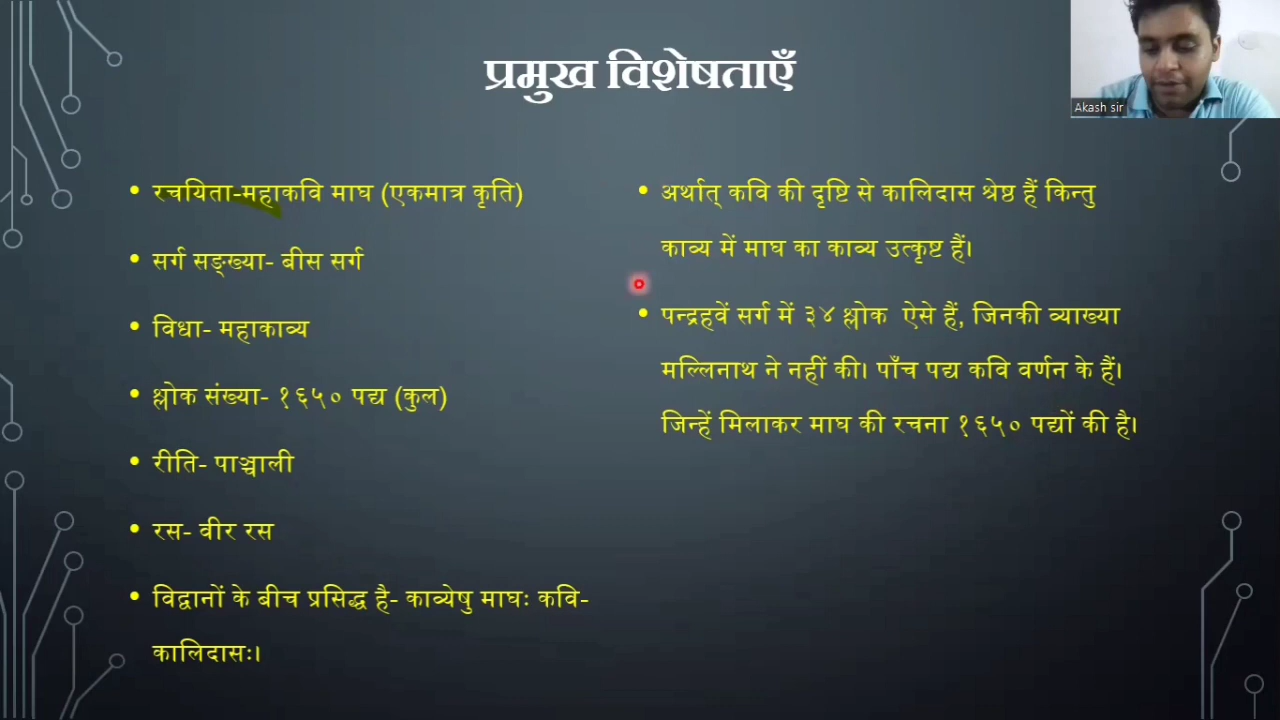 प्रमुख विशेषताएँ
Akash sir
• रचयिता-महाकवि माघ (एकमात्र कृति)
• सर्ग सङ्ख्या- बीस सर्ग
• विधा- महाकाव्य
• श्लोक संख्या- १६५० पद्य (कुल)
• रीति- पाञ्चाली
• रस- वीर रस
• विद्वानों के बीच प्रसिद्ध है- काव्येषु माघः कवि-
कालिदासः।
• अर्थात् कवि की दृष्टि से कालिदास श्रेष्ठ हैं किन्तु
काव्य में माघ का काव्य उत्कृष्ट हैं।
• पन्द्रहवें सर्ग में ३४ श्लोक ऐसे हैं, जिनकी व्याख्या
मल्लिनाथ ने नहीं की। पाँच पद्य कवि वर्णन के हैं।
जिन्हें मिलाकर माघ की रचना १६५० पद्यों की है।